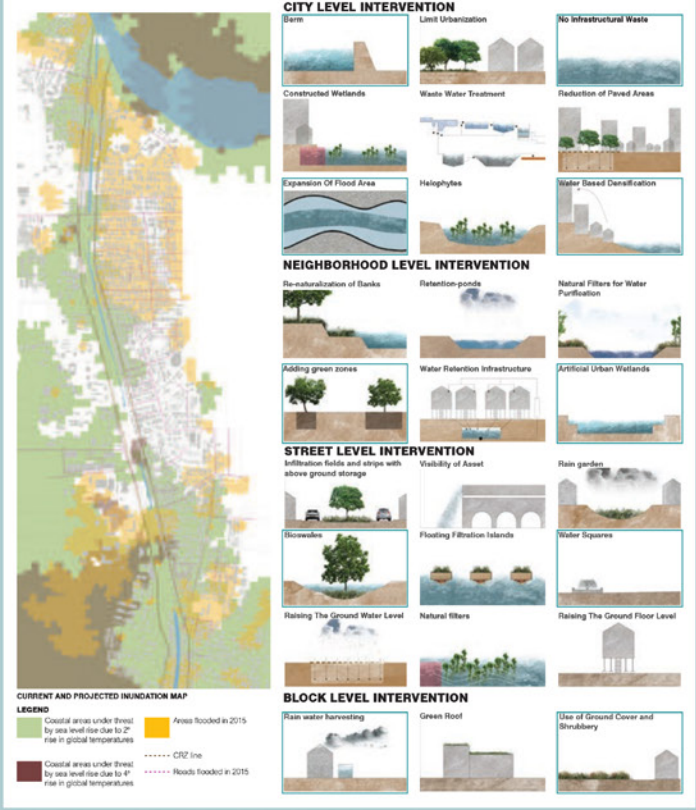 CITY LEVEL INTERVENTION
Berm
Limit Urbanization
No Infrastructural Waste
Constructed Wetlands
Waste Water Treatment
Reduction of Paved Areas
Expansion Of Flood Area
Helophytes
Water Based Densification
NEIGHBORHOOD LEVEL INTERVENTION
Re-naturalization of Banks
Retention-ponds
Natural Filters for Water
Purification
Adding green zones
Water Retention Infrastructure
Artificial Urban Wetlands
STREET LEVEL INTERVENTION
Infiltration fields and strips with
above ground storage
Visibility of Asset
Rain garden
Bioswales
Floating Filtration Islands
Water Squares
Raising The Ground Water Level
Natural filters
Raising The Ground Floor Level
BLOCK LEVEL INTERVENTION
Rain water harvesting
Green Roof
Use of Ground Cover and
Shrubbery
CURRENT AND PROJECTED INUNDATION MAP
LEGEND
Coastal areas under threat
by sea level rise due to 2°
rise in global temperatures
Areas flooded in 2015
CRZ line
Roads flooded in 2015
Coastal areas under threat
by sea level rise due to 4°
rise in global temperatures